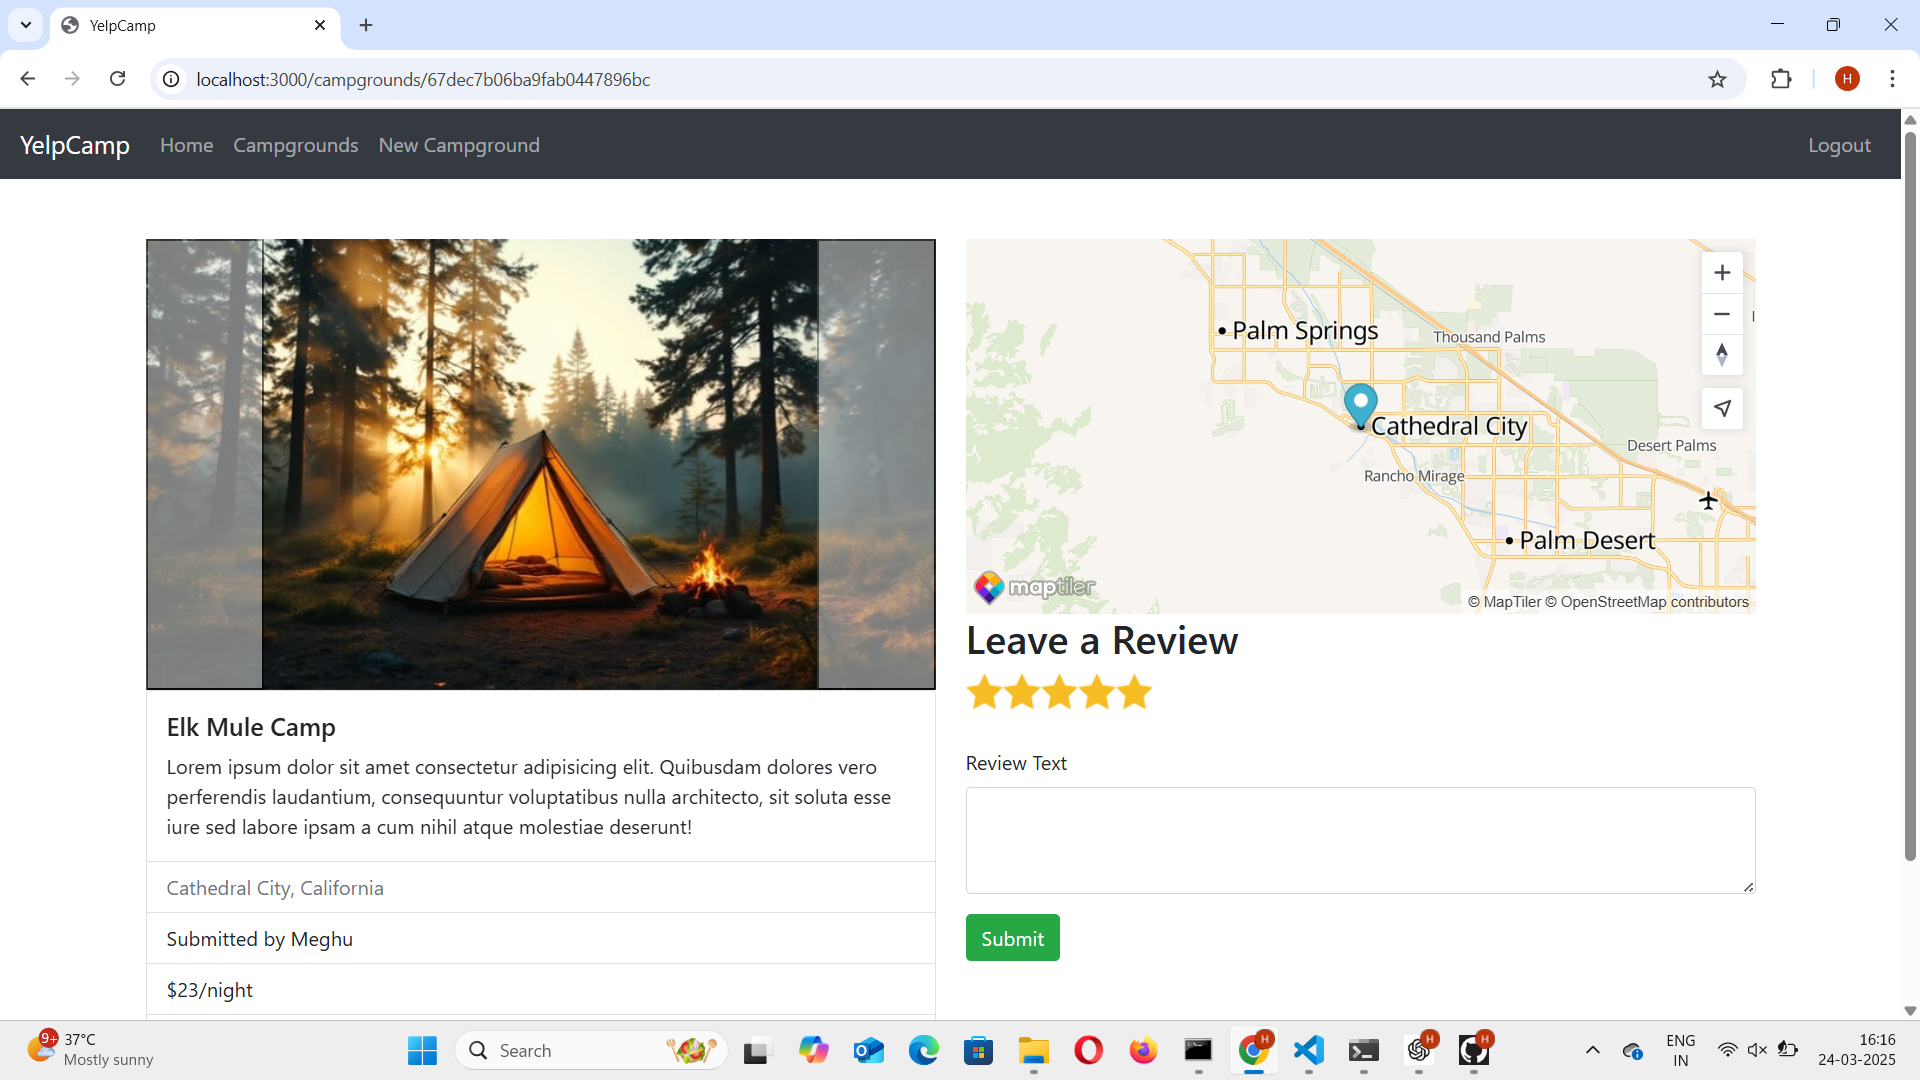 YelpCamp
localhost:3000/campgrounds/67dec7b06ba9fab0447896bc
H
YelpCamp
Home
Campgrounds
New Campground
Logout
Palm Springs
Thousand Palms
Cathedral City
Desert Palms
Rancho Mirage
Palm Desert
maptiler
© MapTiler © OpenStreetMap contributors
Elk Mule Camp
Lorem ipsum dolor sit amet consectetur adipisicing elit. Quibusdam dolores vero
perferendis laudantium, consequuntur voluptatibus nulla architecto, sit soluta esse
iure sed labore ipsam a cum nihil atque molestiae deserunt!
Cathedral City, California
Submitted by Meghu
$23/night
Leave a Review
Review Text
Submit
9+
37°C
Mostly sunny
Search
H
H
H
ENG
IN
16:16
24-03-2025